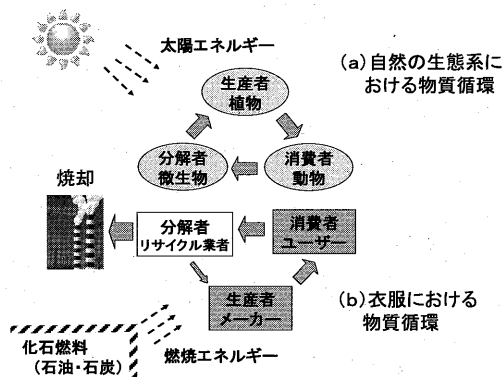 太陽エネルギー
(a)自然の生態系に
おける物質循環
生産者
植物
分解者
微生物
消費者
動物
焼却
分解者
リサイクル業者
消費者
ユーザー
生産者
メーカー
(b)衣服における
物質循環
化石燃料
(石油・石炭)
燃焼エネルギー